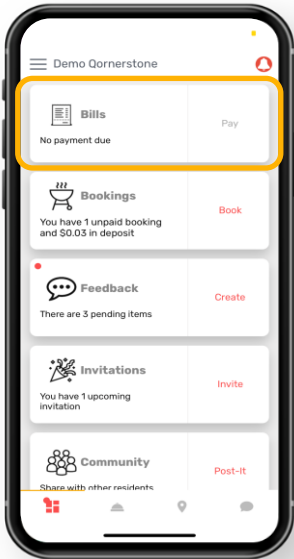 Demo Qornerstone
Bills
Pay
No payment due
Bookings
You have 1 unpaid booking
and $0.03 in deposit
Book
Feedback
There are 3 pending items
Create
Invitations
You have 1 upcoming
invitation
Invite
Community
Share with other residents
Post-It